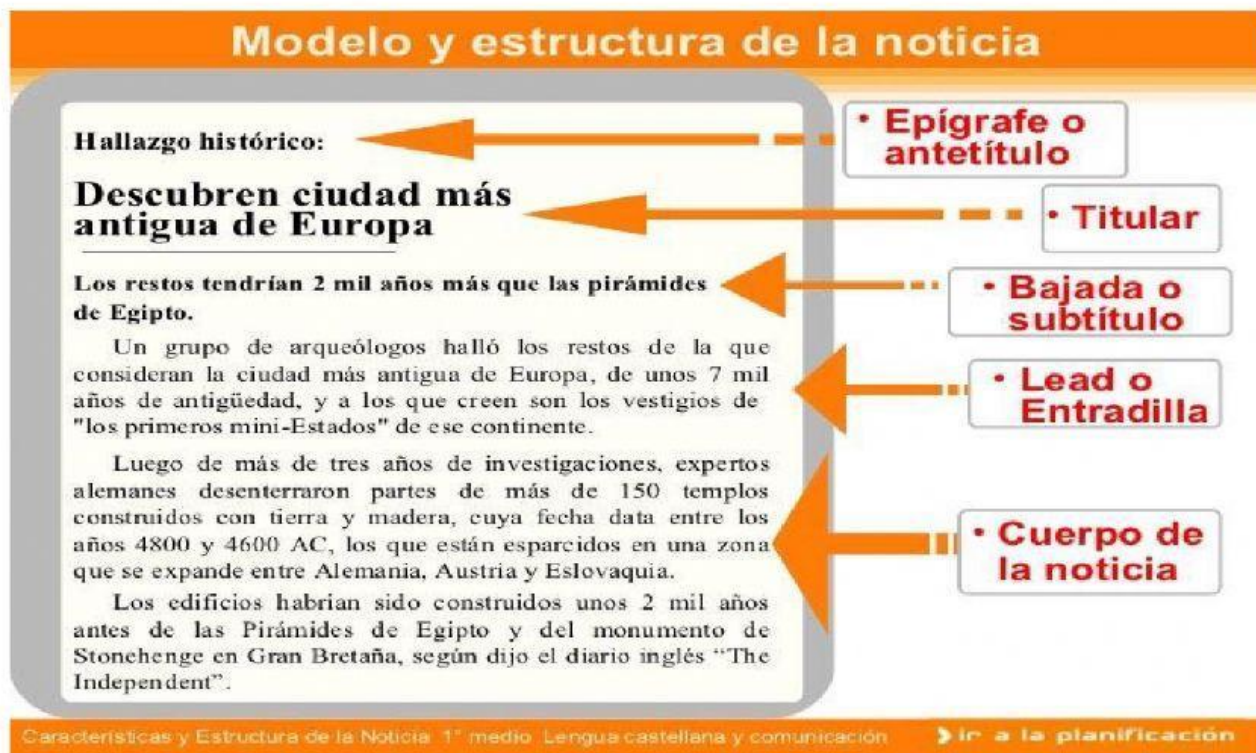 Modelo y estructura de la noticia
Hallazgo histórico:
Descubren ciudad más
antigua de Europa
Los restos tendrían 2 mil años más que las pirámides
de Egipto.
Un grupo de arqueólogos halló los restos de la que
consideran la ciudad más antigua de Europa, de unos 7 mil
años de antigüedad, y a los que creen son los vestigios de
"los primeros mini-Estados" de ese continente.
Luego de más de tres años de investigaciones, expertos
alemanes desenterraron partes de más de 150 templos
construidos con tierra y madera, cuya fecha data entre los
años 4800 y 4600 AC, los que están esparcidos en una zona
que se expande entre Alemania, Austria y Eslovaquia.
Los edificios habrían sido construidos unos 2 mil años
antes de las Pirámides de Egipto y del monumento de
Stonehenge en Gran Bretaña, según dijo el diario inglés “The
Independent”.
• Epígrafe o
antetítulo
• Titular
• Bajada o
subtítulo
• Lead o
Entradilla
• Cuerpo de
la noticia
Características y Estructura de la Noticia 1° medio Lengua castellana y comunicación
ir a la planificación